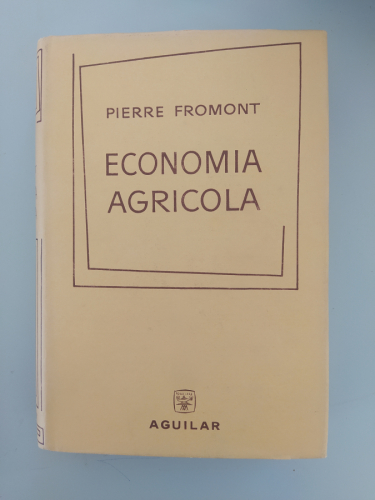 PIERRE FROMONT
ECONOMIA
AGRICOLA
AGUILAR